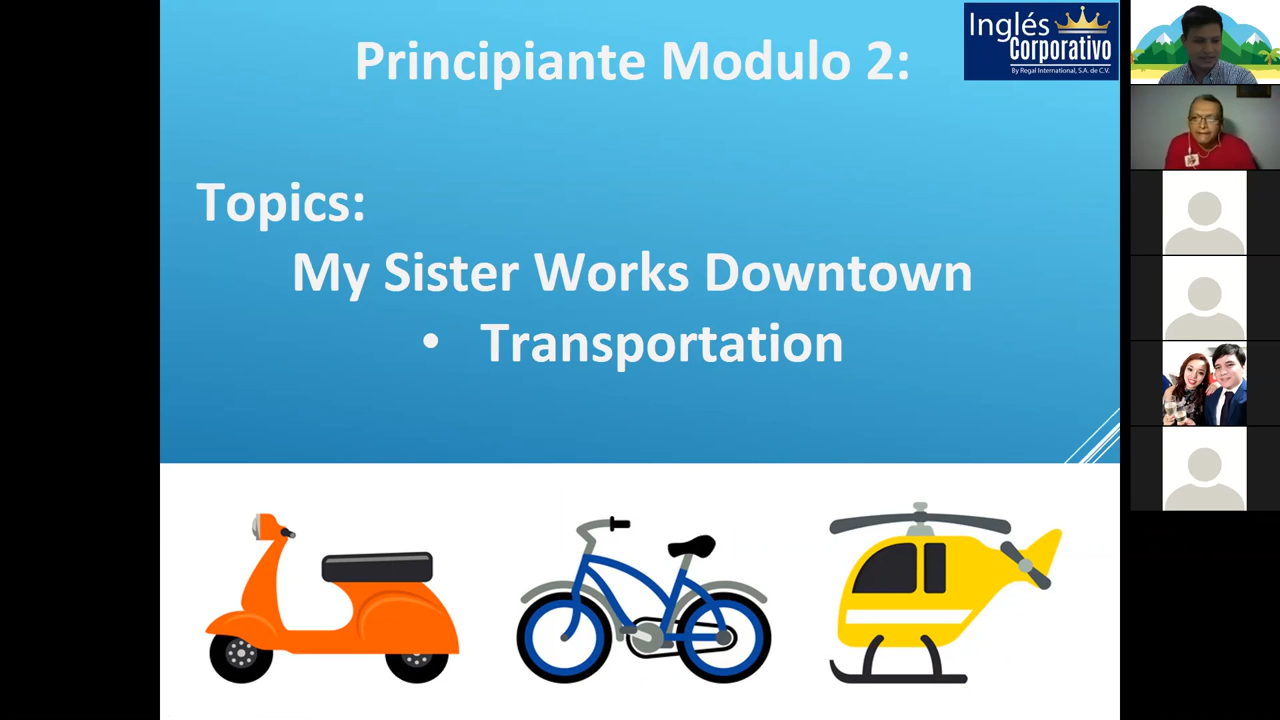 Principiante Modulo 2:
Inglés
Corporativo
By Regal International, S.A. de C.V.
Topics:
My Sister Works Downtown
• Transportation